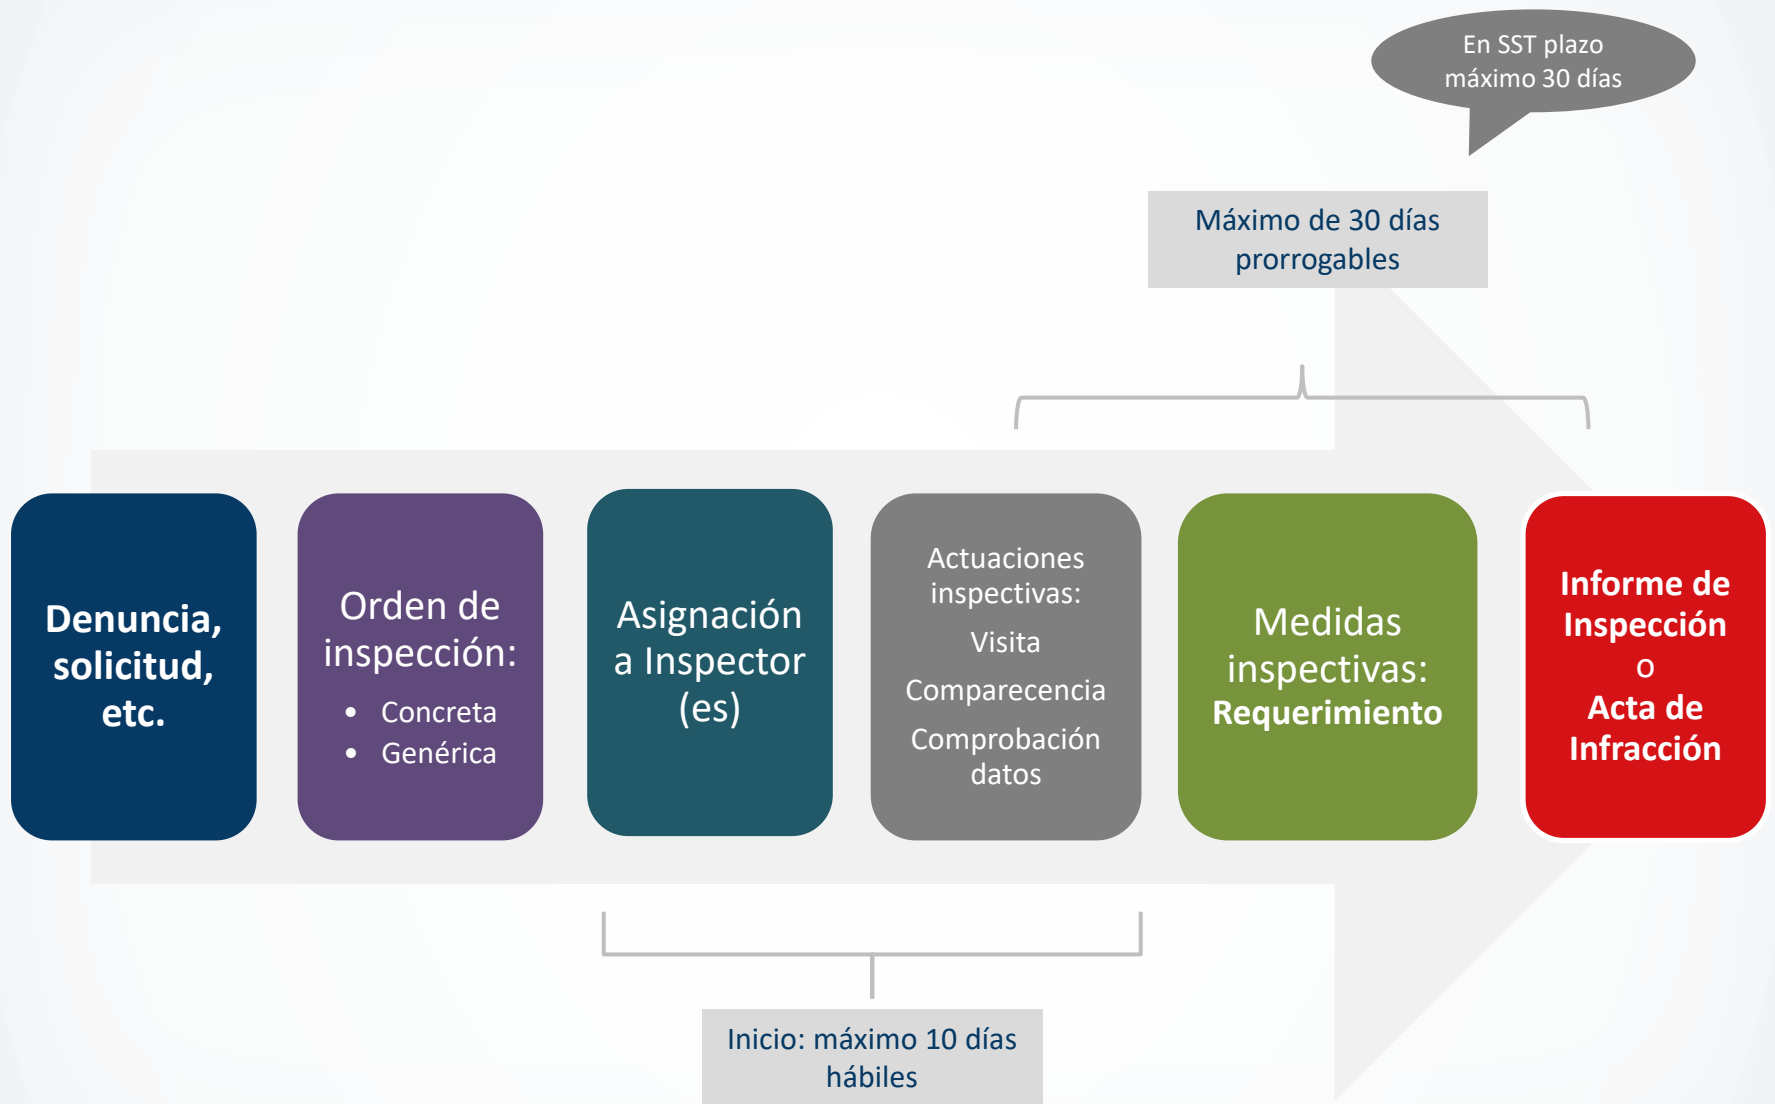 En SST plazo
máximo 30 días
Máximo de 30 días
prorrogables
Denuncia,
solicitud,
etc.
Orden de
inspección:
• Concreta
• Genérica
Asignación
a Inspector
(es)
Actuaciones
inspectivas:
Visita
Comparecencia
Comprobación
datos
Medidas
inspectivas:
Requerimiento
Informe de
Inspección
o
Acta de
Infracción
Inicio: máximo 10 días
hábiles